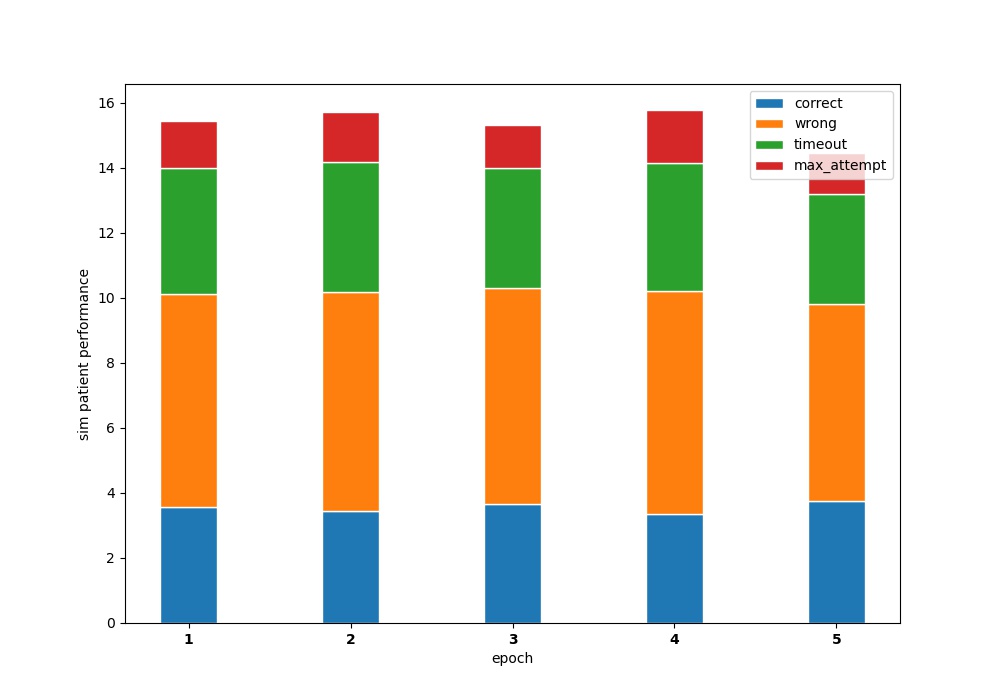 correct
wrong
timeout
max_attempt
16
14
12
10
8
6
4
2
0
sim patient performance
1 2 3 4 5
epoch